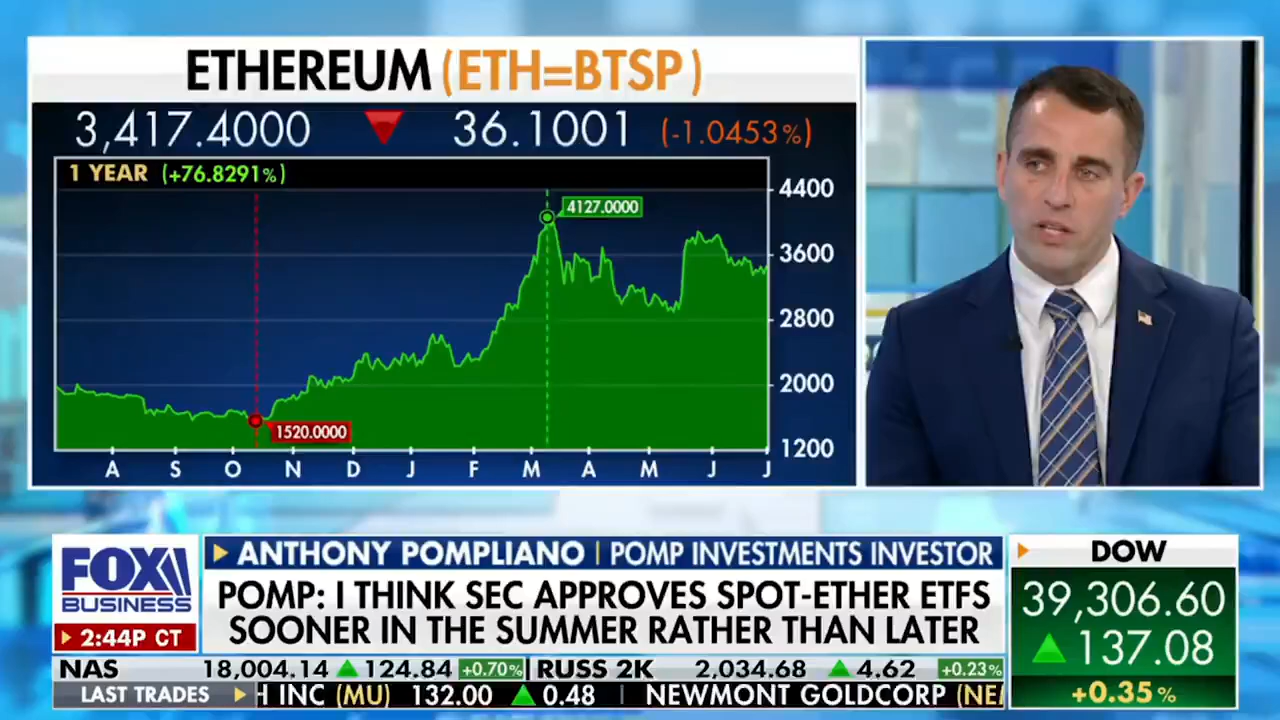 ETHEREUM (ETH=BTSP)
3,417.4000 ▼ 36.1001 (-1.0453%)
1 YEAR (+76.8291%)
4400
4127.0000
3600
2800
2000
1520.0000
1200
A S O N D J F M A M J J
FOX
BUSINESS
2:44P CT
ANTHONY POMPLIANO | POMP INVESTMENTS INVESTOR
POMP: I THINK SEC APPROVES SPOT-ETHER ETFS
SOONER IN THE SUMMER RATHER THAN LATER
DOW
39,306.60
▲ 137.08
+0.35%
NAS 18,004.14 ▲ 124.84 +0.70% | RUSS 2K 2,034.68 ▲ 4.62 +0.23%
LAST TRADES H INC (MU) 132.00 ▲ 0.48 | NEWMONT GOLDCORP (NE